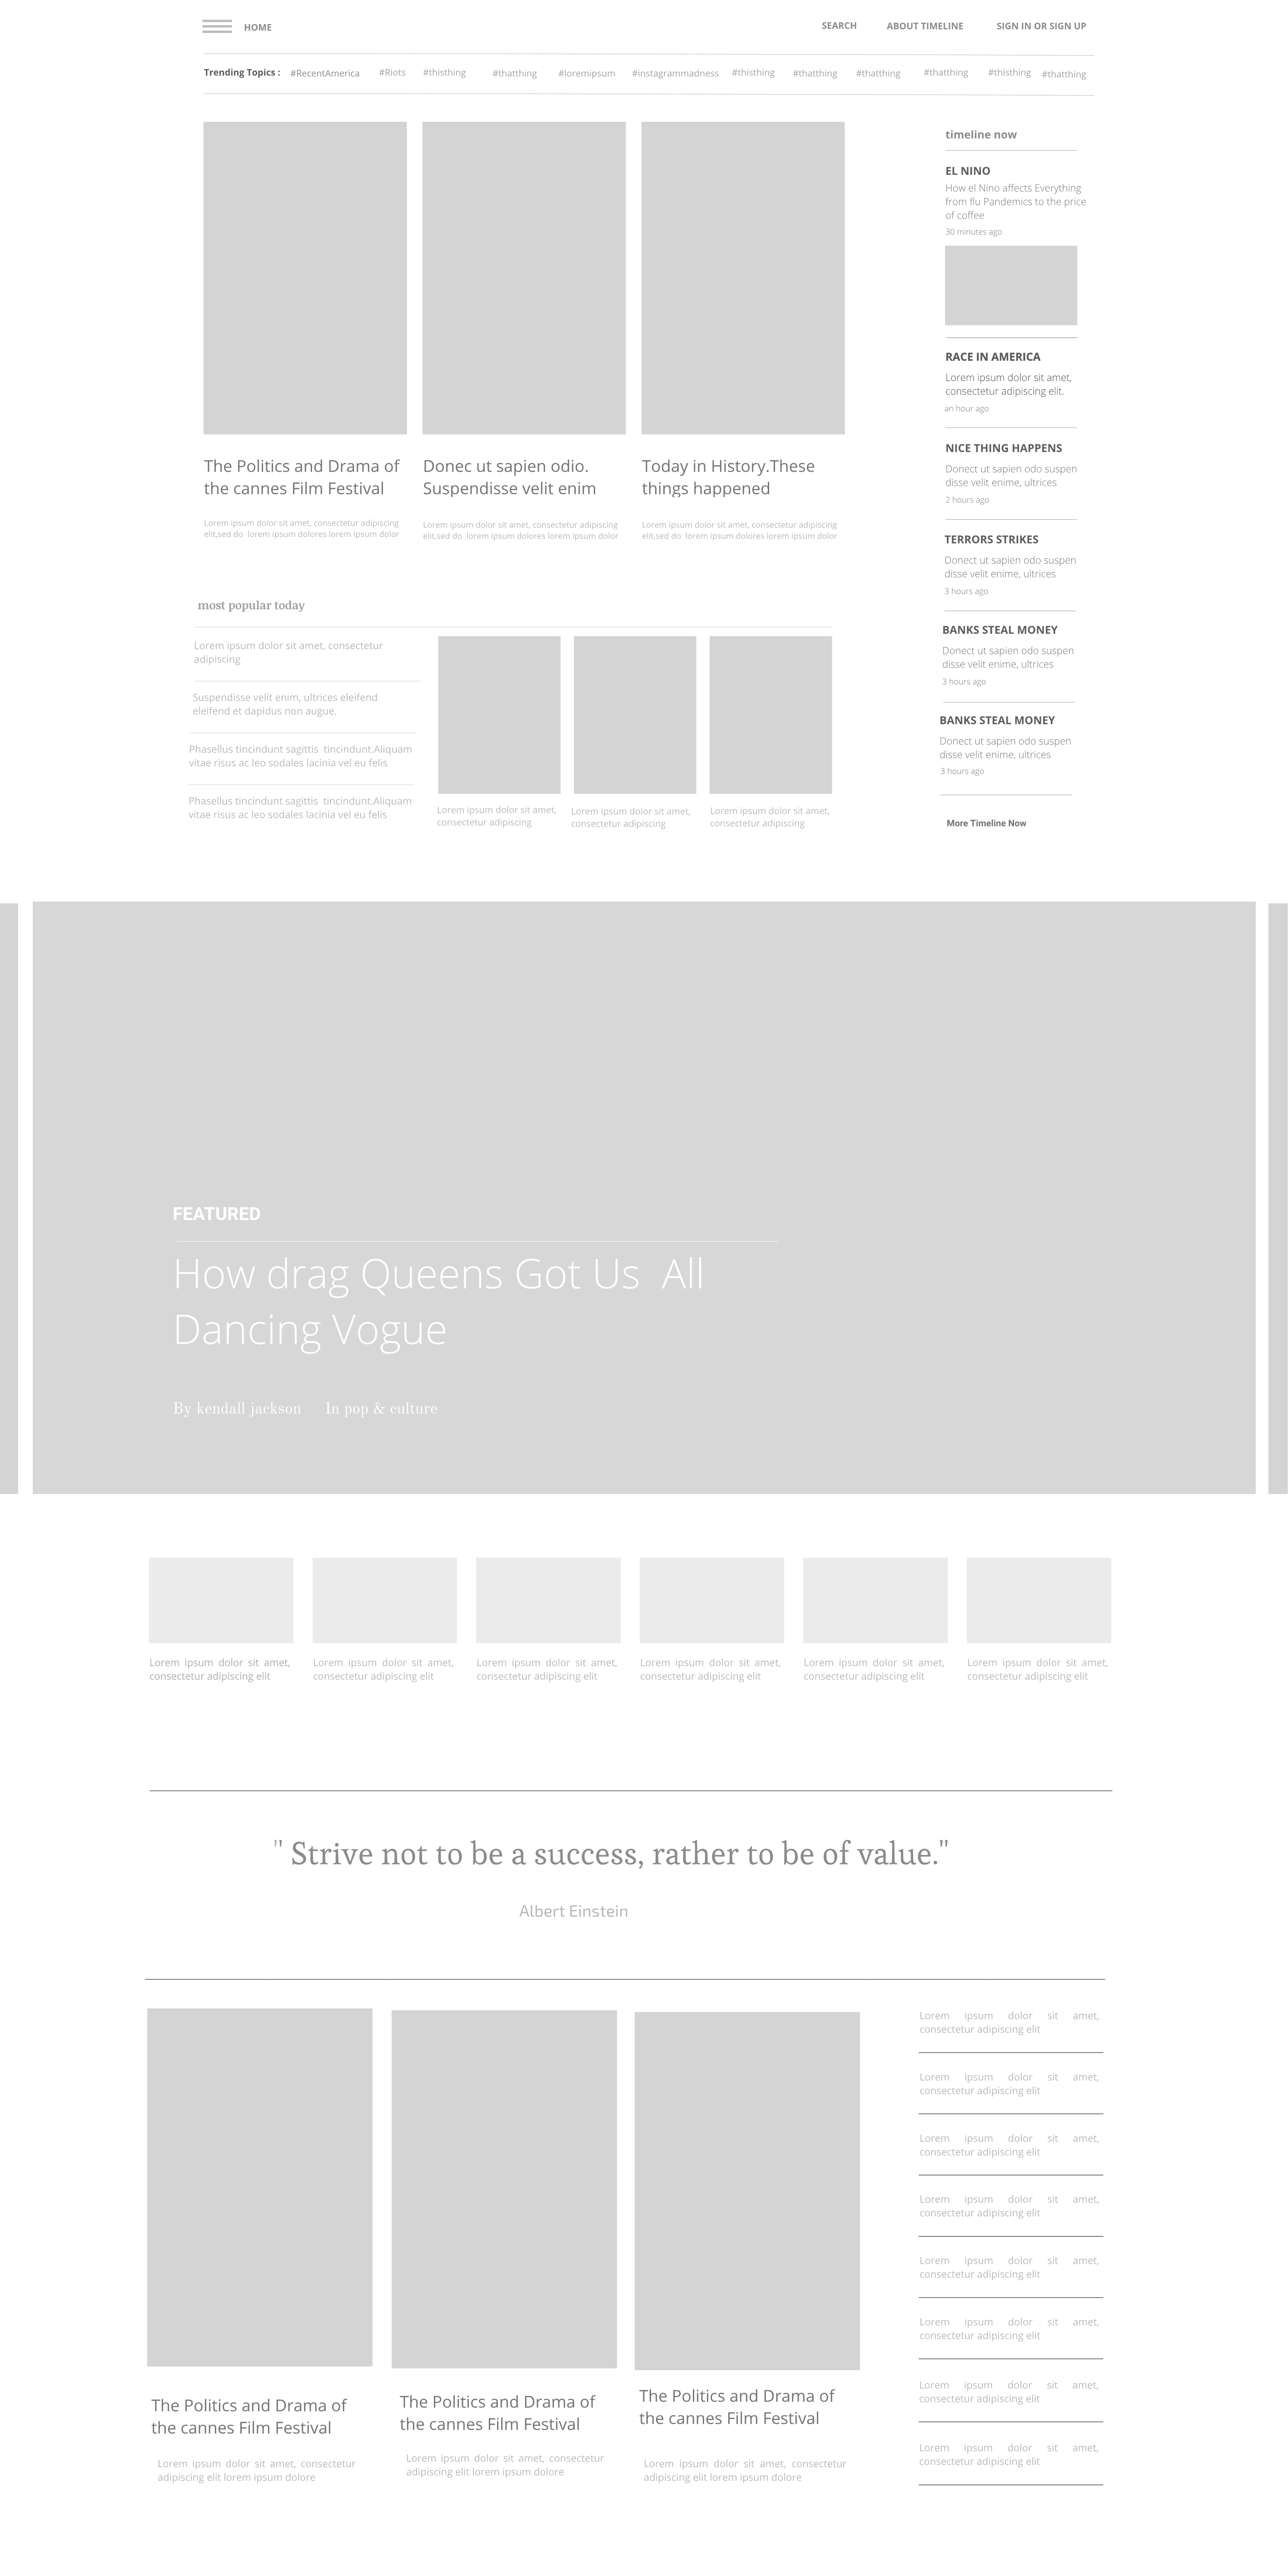 HOME
SEARCH
ABOUT TIMELINE
SIGN IN OR SIGN UP
Trending Topics : #RecentAmerica #Riots #thisthing #thatthing #loremipsum #instagrammadness #thisthing #thatthing #thatthing #thatthing #thisthing #thatthing
The Politics and Drama of
the cannes Film Festival
Lorem ipsum dolor sit amet, consectetur adipiscing
elit,sed do lorem ipsum dolores lorem ipsum dolor
Donec ut sapien odio.
Suspendisse velit enim
Lorem ipsum dolor sit amet, consectetur adipiscing
elit,sed do lorem ipsum dolores lorem ipsum dolor
Today in History.These
things happened
Lorem ipsum dolor sit amet, consectetur adipiscing
elit,sed do lorem ipsum dolores lorem ipsum dolor
timeline now
EL NINO
How el Nino affects Everything
from flu Pandemics to the price
of coffee
30 minutes ago
RACE IN AMERICA
Lorem ipsum dolor sit amet,
consectetur adipiscing elit.
an hour ago
NICE THING HAPPENS
Donect ut sapien odo suspen
disse velit enime, ultrices
2 hours ago
TERRORS STRIKES
Donect ut sapien odo suspen
disse velit enime, ultrices
3 hours ago
BANKS STEAL MONEY
Donect ut sapien odo suspen
disse velit enime, ultrices
3 hours ago
BANKS STEAL MONEY
Donect ut sapien odo suspen
disse velit enime, ultrices
3 hours ago
More Timeline Now
most popular today
Lorem ipsum dolor sit amet, consectetur
adipiscing
Suspendisse velit enim, ultrices eleifend
eleifend et dapidus non augue.
Phasellus tincindunt sagittis tincindunt.Aliquam
vitae risus ac leo sodales lacinia vel eu felis
Phasellus tincindunt sagittis tincindunt.Aliquam
vitae risus ac leo sodales lacinia vel eu felis
Lorem ipsum dolor sit amet,
consectetur adipiscing
Lorem ipsum dolor sit amet,
consectetur adipiscing
Lorem ipsum dolor sit amet,
consectetur adipiscing
FEATURED
How drag Queens Got Us All
Dancing Vogue
By kendall jackson In pop & culture
Lorem ipsum dolor sit amet,
consectetur adipiscing elit
Lorem ipsum dolor sit amet,
consectetur adipiscing elit
Lorem ipsum dolor sit amet,
consectetur adipiscing elit
Lorem ipsum dolor sit amet,
consectetur adipiscing elit
Lorem ipsum dolor sit amet,
consectetur adipiscing elit
Lorem ipsum dolor sit amet,
consectetur adipiscing elit
" Strive not to be a success, rather to be of value."
Albert Einstein
The Politics and Drama of
the cannes Film Festival
Lorem ipsum dolor sit amet, consectetur
adipiscing elit lorem ipsum dolore
The Politics and Drama of
the cannes Film Festival
Lorem ipsum dolor sit amet, consectetur
adipiscing elit lorem ipsum dolore
The Politics and Drama of
the cannes Film Festival
Lorem ipsum dolor sit amet, consectetur
adipiscing elit lorem ipsum dolore
Lorem ipsum dolor sit amet,
consectetur adipiscing elit
Lorem ipsum dolor sit amet,
consectetur adipiscing elit
Lorem ipsum dolor sit amet,
consectetur adipiscing elit
Lorem ipsum dolor sit amet,
consectetur adipiscing elit
Lorem ipsum dolor sit amet,
consectetur adipiscing elit
Lorem ipsum dolor sit amet,
consectetur adipiscing elit
Lorem ipsum dolor sit amet,
consectetur adipiscing elit
Lorem ipsum dolor sit amet,
consectetur adipiscing elit